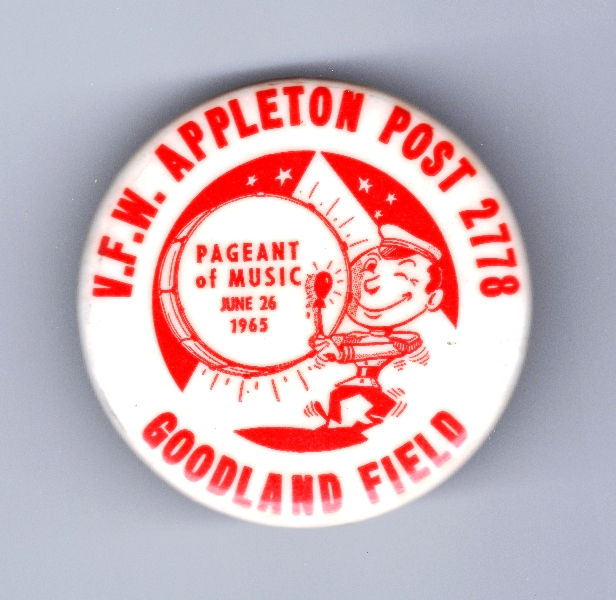 V.F.W. APPLETON POST 2778
PAGEANT
of MUSIC
JUNE 26
1965
GOODLAND FIELD